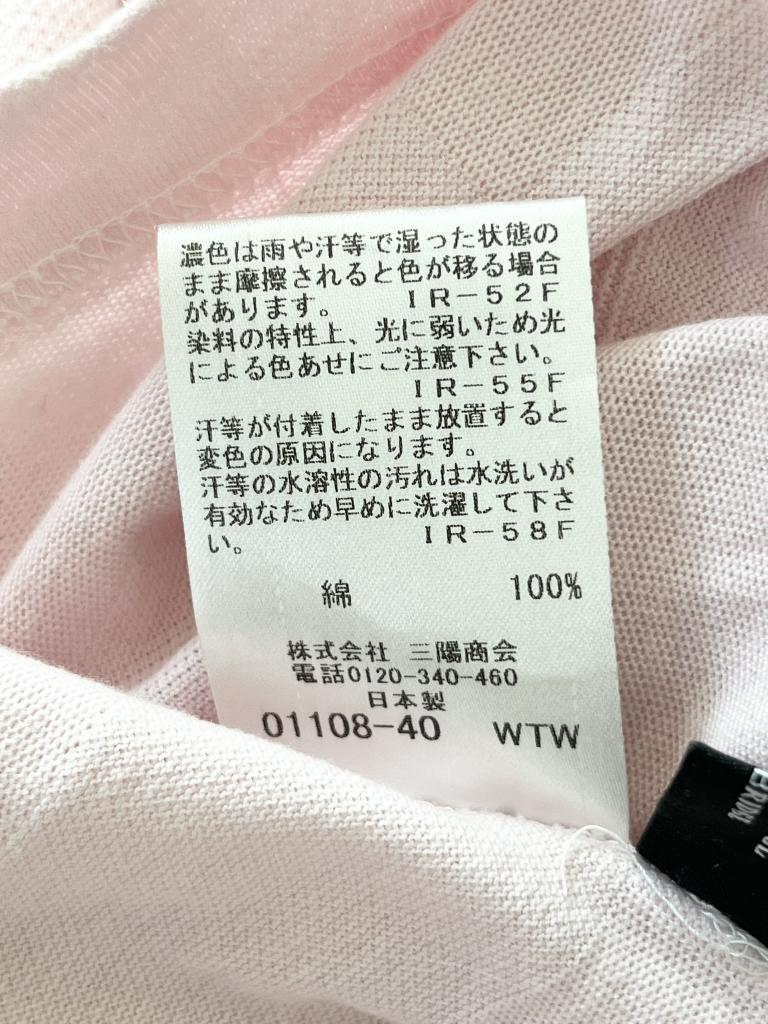 濃色は雨や汗等で湿った状態の
まま摩擦されると色が移る場合
があります。 IR-52F
染料の特性上、光に弱いため光
による色あせにご注意下さい。
IR-55F
汗等が付着したまま放置すると
変色の原因になります。
汗等の水溶性の汚れは水洗いが
有効なため早めに洗濯して下さ
い。 IR-58F
綿 100%
株式会社 三陽商会
電話0120-340-460
日本製
01108-40 WTW